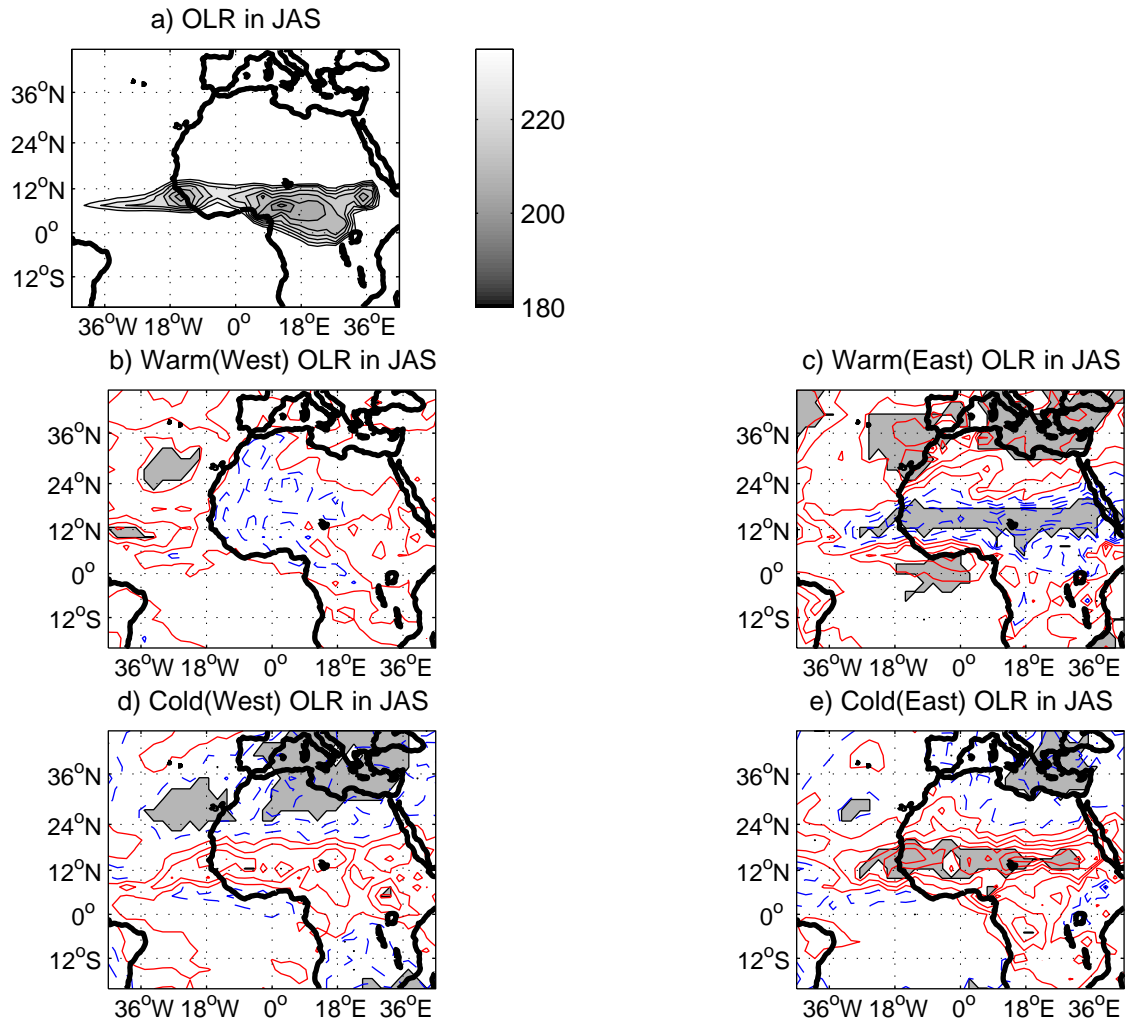 a) OLR in JAS
36°N
24°N
12°N
0°
12°S
36°W 18°W 0° 18°E 36°E
220
200
180
b) Warm(West) OLR in JAS
36°N
24°N
12°N
0°
12°S
36°W 18°W 0° 18°E 36°E
c) Warm(East) OLR in JAS
36°N
24°N
12°N
0°
12°S
36°W 18°W 0° 18°E 36°E
d) Cold(West) OLR in JAS
36°N
24°N
12°N
0°
12°S
36°W 18°W 0° 18°E 36°E
e) Cold(East) OLR in JAS
36°N
24°N
12°N
0°
12°S
36°W 18°W 0° 18°E 36°E